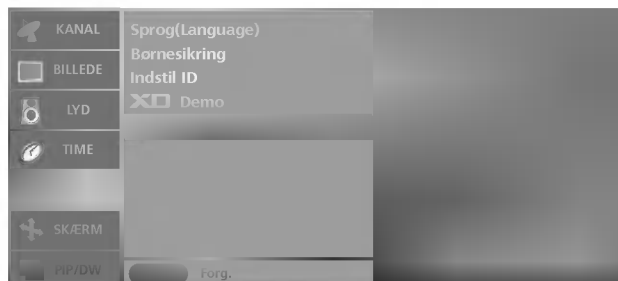 KANAL
BILLEDE
LYD
TIME
SKÆRM
PIP/DW
Sprog(Language)
Børnesikring
Indstil ID
XD Demo
Forg.